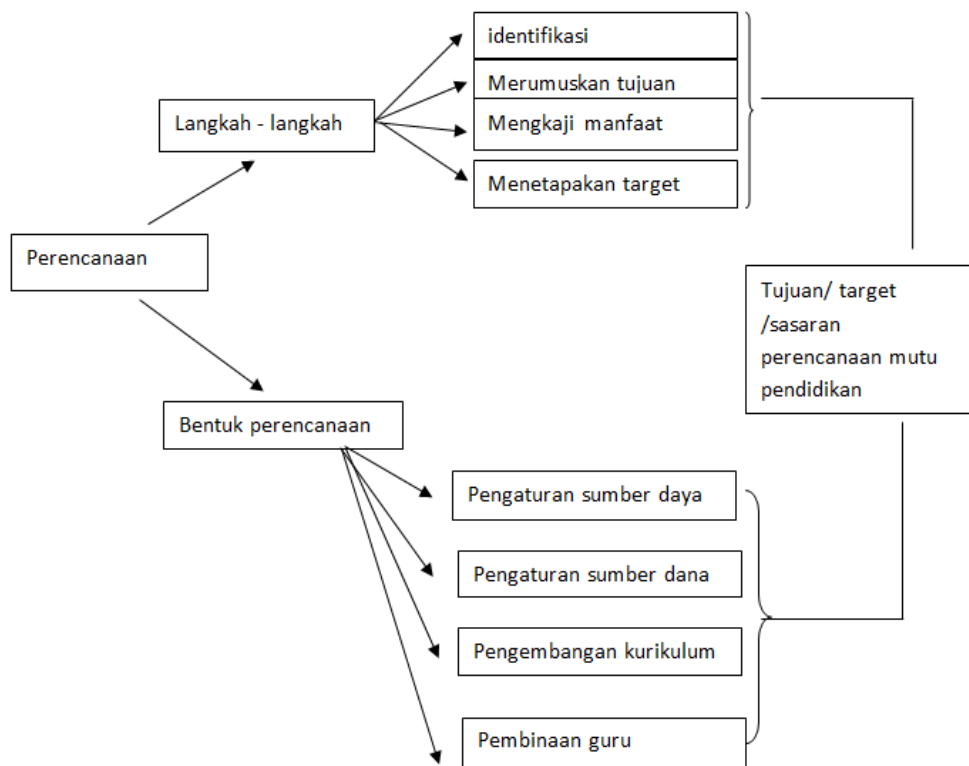 identifikasi
Merumuskan tujuan
Langkah - langkah
Mengkaji manfaat
Menetapakan target
Perencanaan
Tujuan/ target
/sasaran
perencanaan mutu
pendidikan
Bentuk perencanaan
Pengaturan sumber daya
Pengaturan sumber dana
Pengembangan kurikulum
Pembinaan guru